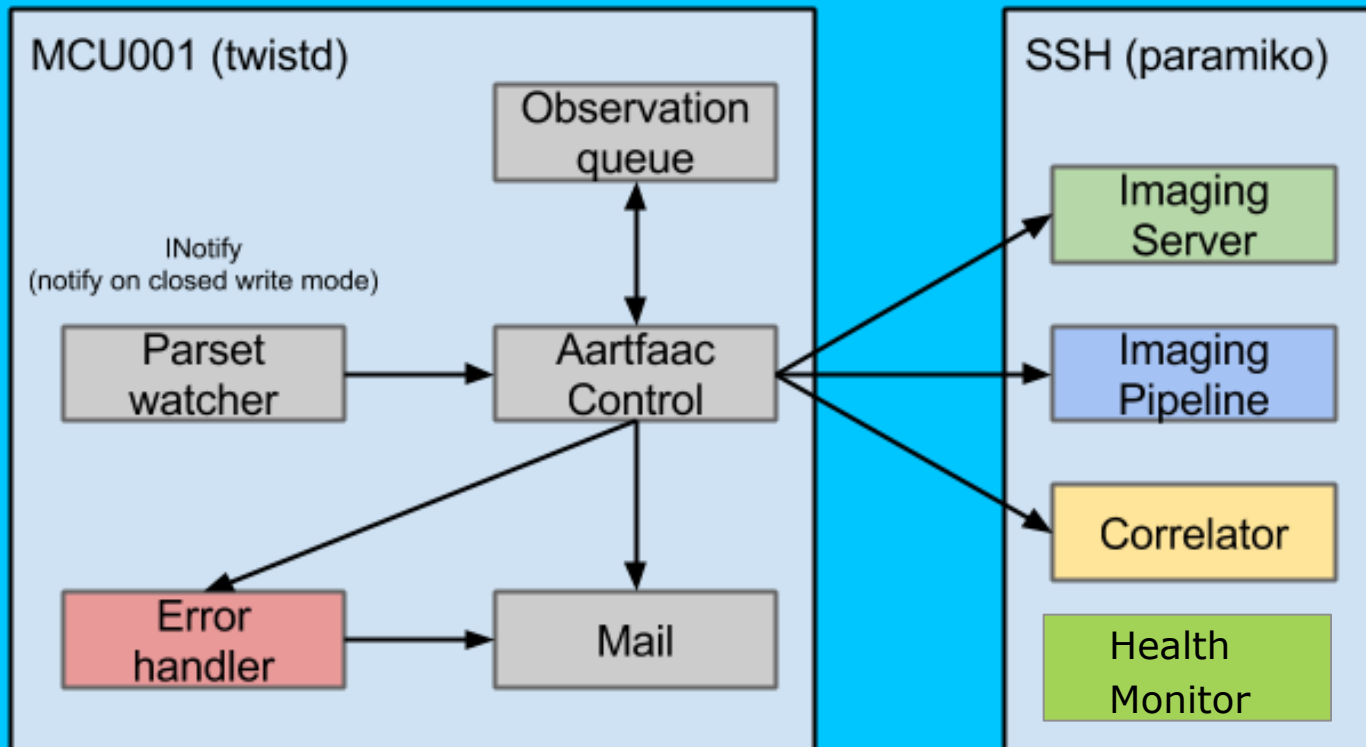 MCU001 (twistd)
Observation
queue
INotify
(notify on closed write mode)
Parset
watcher
Aartfaac
Control
Error
handler
Mail
SSH (paramiko)
Imaging
Server
Imaging
Pipeline
Correlator
Health
Monitor